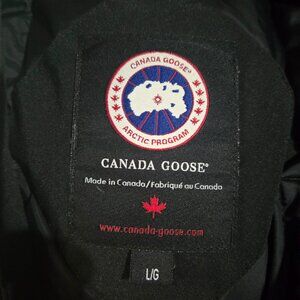 CANADA GOOSE®
ARCTIC PROGRAM
CANADA GOOSE®
Made in Canada/Fabriqué au Canada
www.canada-goose.com
L/G